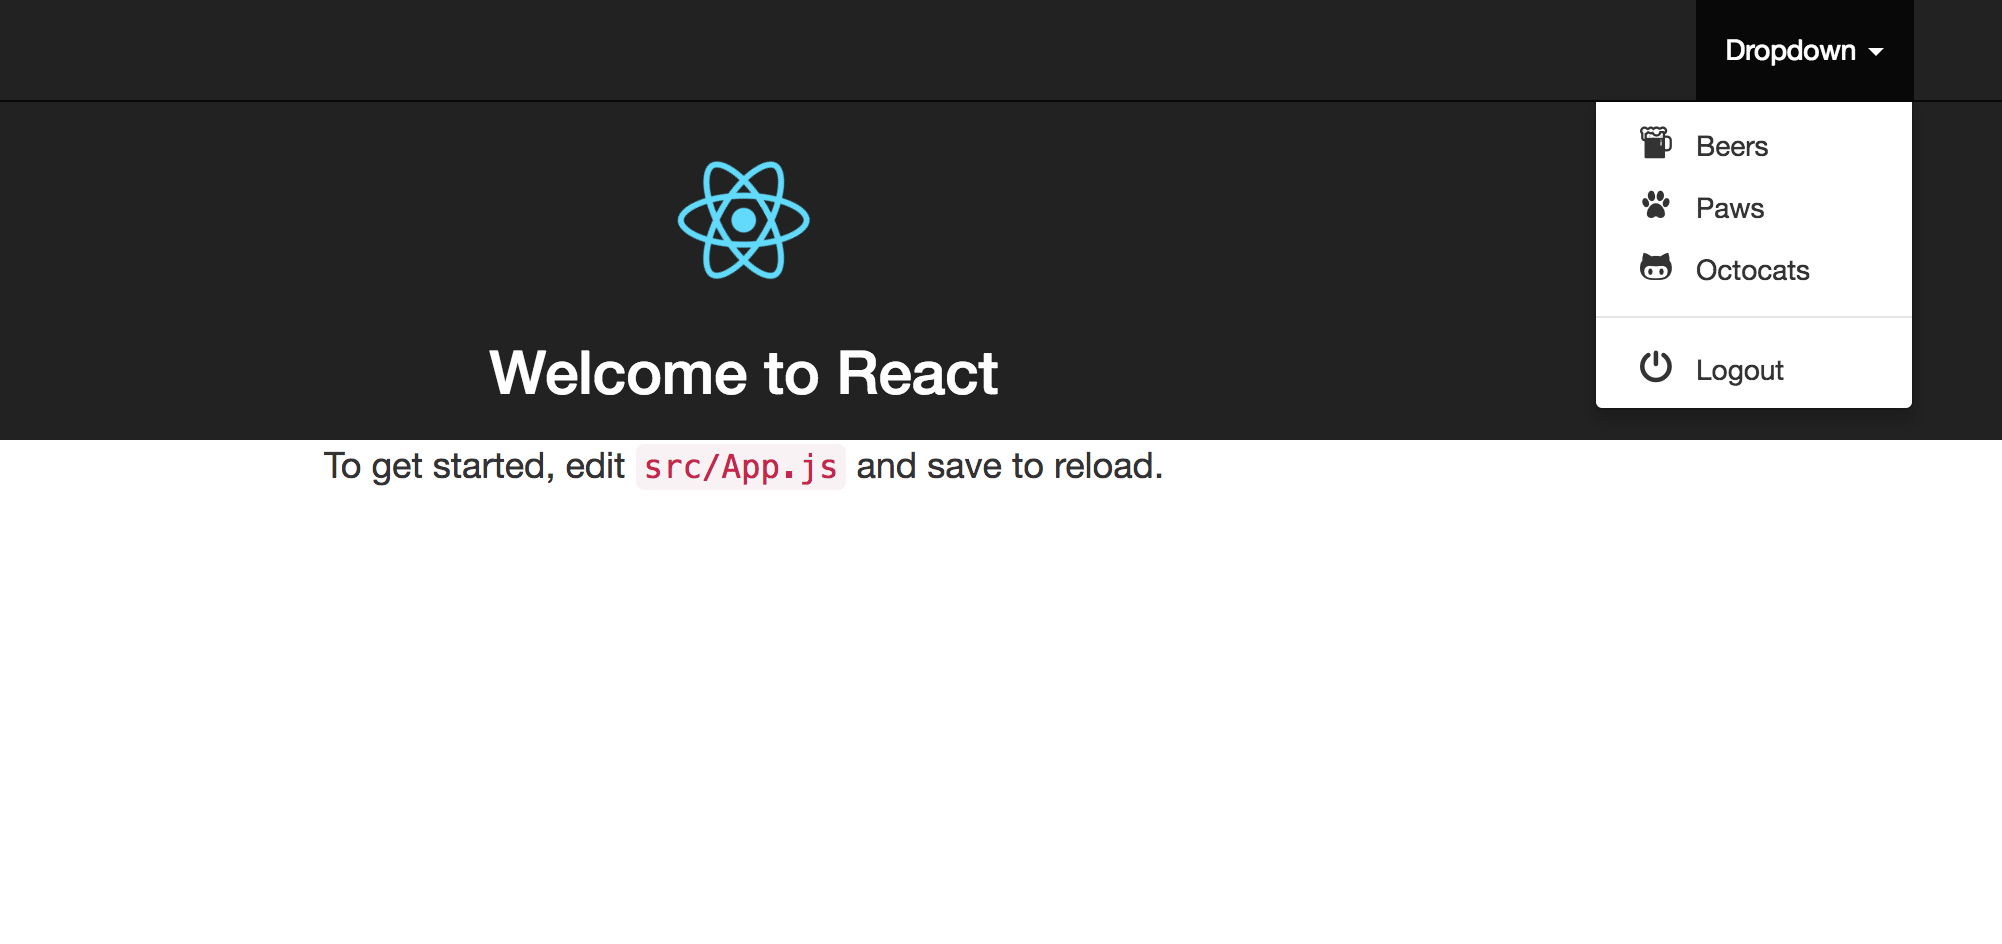 Dropdown
Beers
Paws
Octocats
Logout
Welcome to React
To get started, edit src/App.js and save to reload.